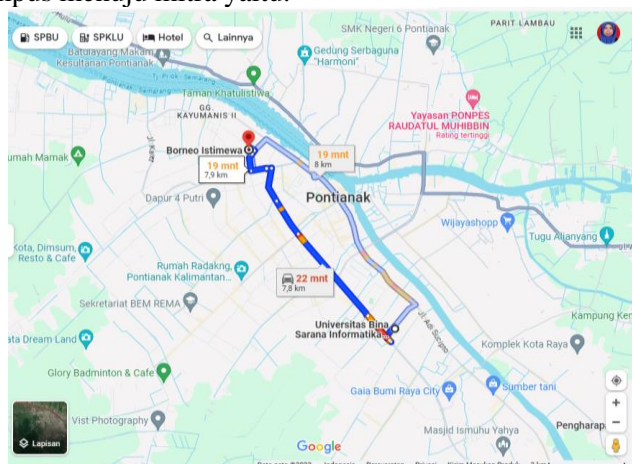 SPBU
SPKLU
Hotel
Lainnya
SMK Negeri 6 Pontianak
PARIT LAMBAU
Batulayang Makam
Kesultanan Pontianak
Gedung Serbaguna
"Harmoni"
Taman Khatulistiwa
GG.
KAYUMANIS II
Yayasan PONPES
RAUDATUL MUHIBBIN
Rating tertinggi
Borneo Istimewa
umah Mamak
19 mnt
7,9 km
19 mnt
8 km
Pontianak
Dapur 4 Putri
Wijayashopp
Tugu Alianyang
Kota, Dimsum,
Resto & Cafe
Rumah Radakng,
Pontianak Kalimantan...
22 mnt
7,8 km
Sekretariat BEM REMA
Universitas Bina
Sarana Informatika
Jl. Adi Sucipto
Kampung Ker
ata Dream Land
Komplek Kota Raya
Glory Badminton & Cafe
Gaia Bumi Raya City
Sumber tani
Vist Photography
Lapisan
Masjid Ismuhu Yahya
Pengharap
Google